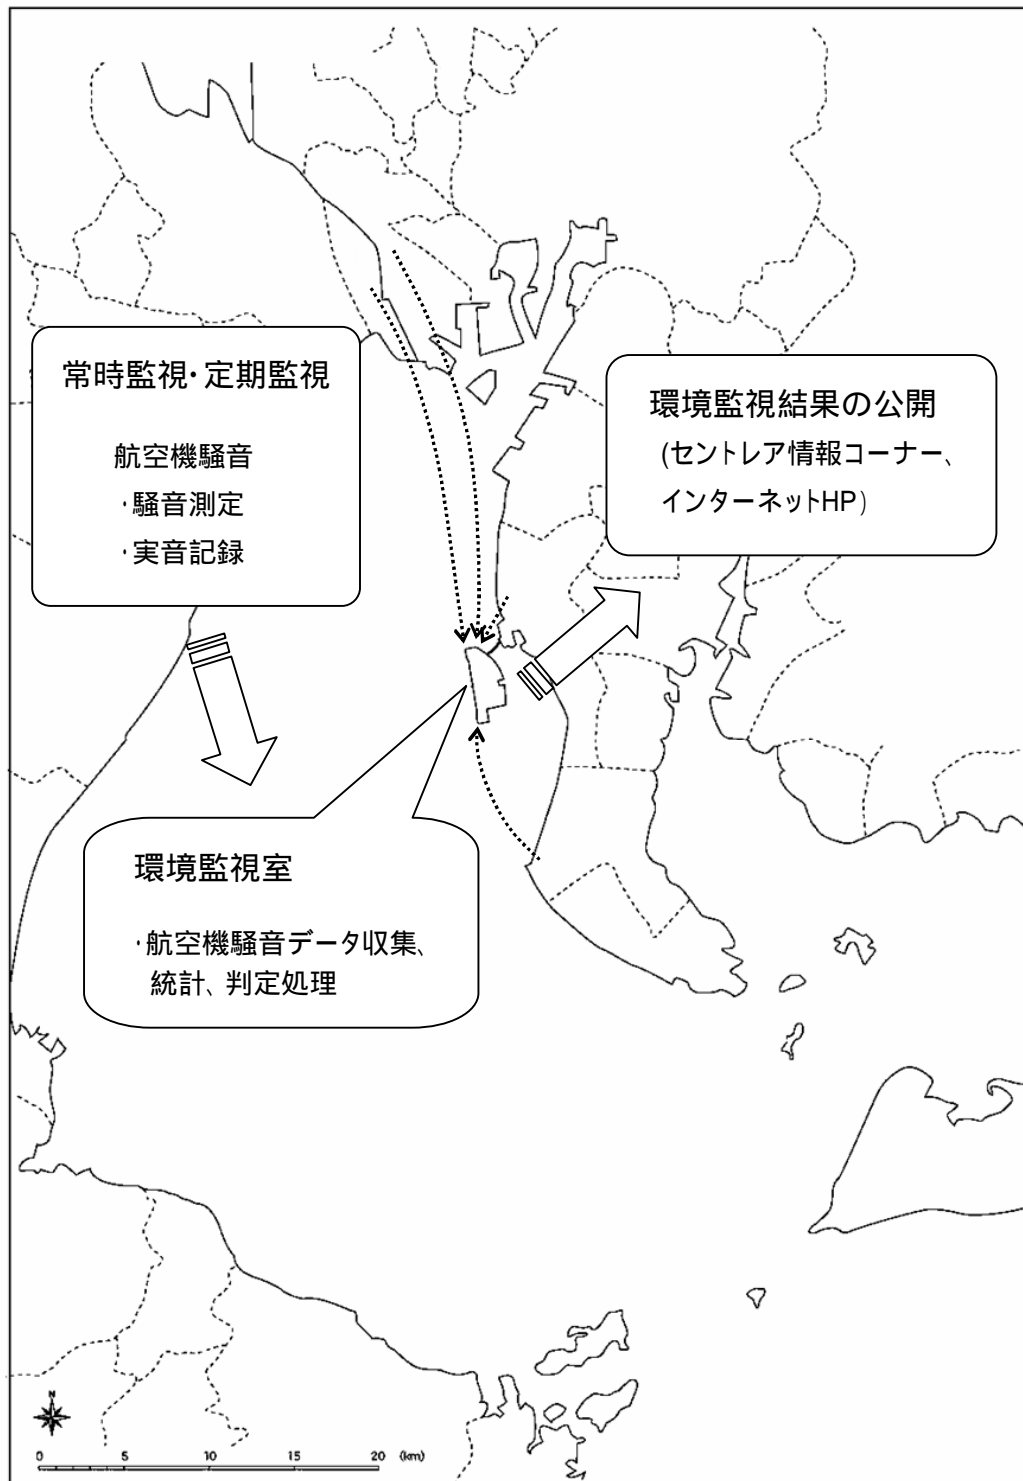 常時監視・定期監視
航空機騒音
・騒音測定
・実音記録
環境監視結果の公開
(セントレア情報コーナー、
インターネットHP)
環境監視室
・航空機騒音データ収集、
統計、判定処理
N
0 5 10 15 20 (km)